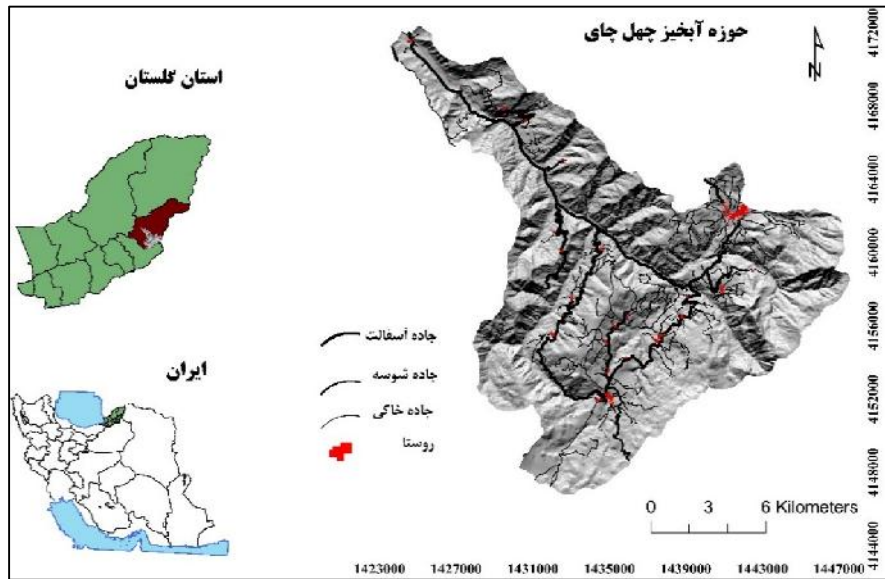 حوزه آبخیز چهل چای
استان گلستان
ایران
جاده آسفالت
جاده شوسه
جاده خاکی
روستا
N
0 3 6 Kilometers
4172000
4168000
4164000
4160000
4156000
4152000
4148000
4144000
1423000 1427000 1431000 1435000 1439000 1443000 1447000